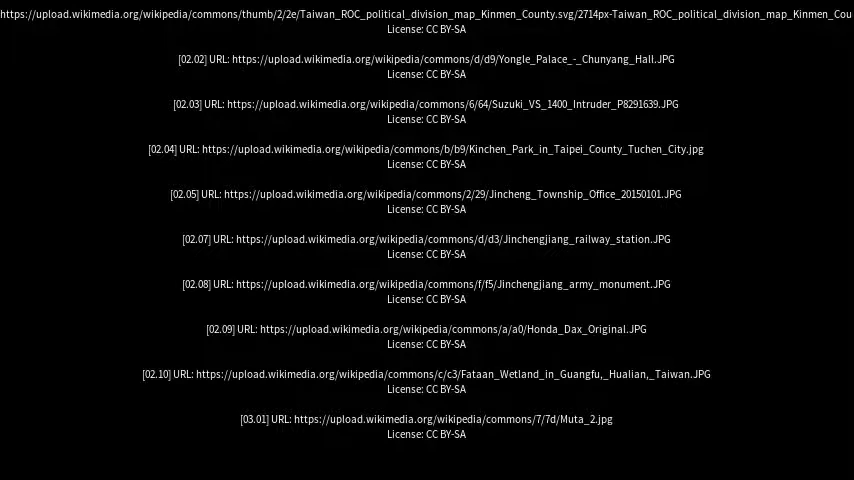 https://upload.wikimedia.org/wikipedia/commons/thumb/2/2e/Taiwan_ROC_political_division_map_Kinmen_County.svg/2714px-Taiwan_ROC_political_division_map_Kinmen_Cou
License: CC BY-SA
[02.02] URL: https://upload.wikimedia.org/wikipedia/commons/d/d9/Yongle_Palace_-_Chunyang_Hall.JPG
License: CC BY-SA
[02.03] URL: https://upload.wikimedia.org/wikipedia/commons/6/64/Suzuki_VS_1400_Intruder_P8291639.JPG
License: CC BY-SA
[02.04] URL: https://upload.wikimedia.org/wikipedia/commons/b/b9/Kinchen_Park_in_Taipei_County_Tuchen_City.jpg
License: CC BY-SA
[02.05] URL: https://upload.wikimedia.org/wikipedia/commons/2/29/Jincheng_Township_Office_20150101.JPG
License: CC BY-SA
[02.07] URL: https://upload.wikimedia.org/wikipedia/commons/d/d3/Jinchengjiang_railway_station.JPG
License: CC BY-SA
[02.08] URL: https://upload.wikimedia.org/wikipedia/commons/f/f5/Jinchengjiang_army_monument.JPG
License: CC BY-SA
[02.09] URL: https://upload.wikimedia.org/wikipedia/commons/a/a0/Honda_Dax_Original.JPG
License: CC BY-SA
[02.10] URL: https://upload.wikimedia.org/wikipedia/commons/c/c3/Fataan_Wetland_in_Guangfu,_Hualian,_Taiwan.JPG
License: CC BY-SA
[03.01] URL: https://upload.wikimedia.org/wikipedia/commons/7/7d/Muta_2.jpg
License: CC BY-SA